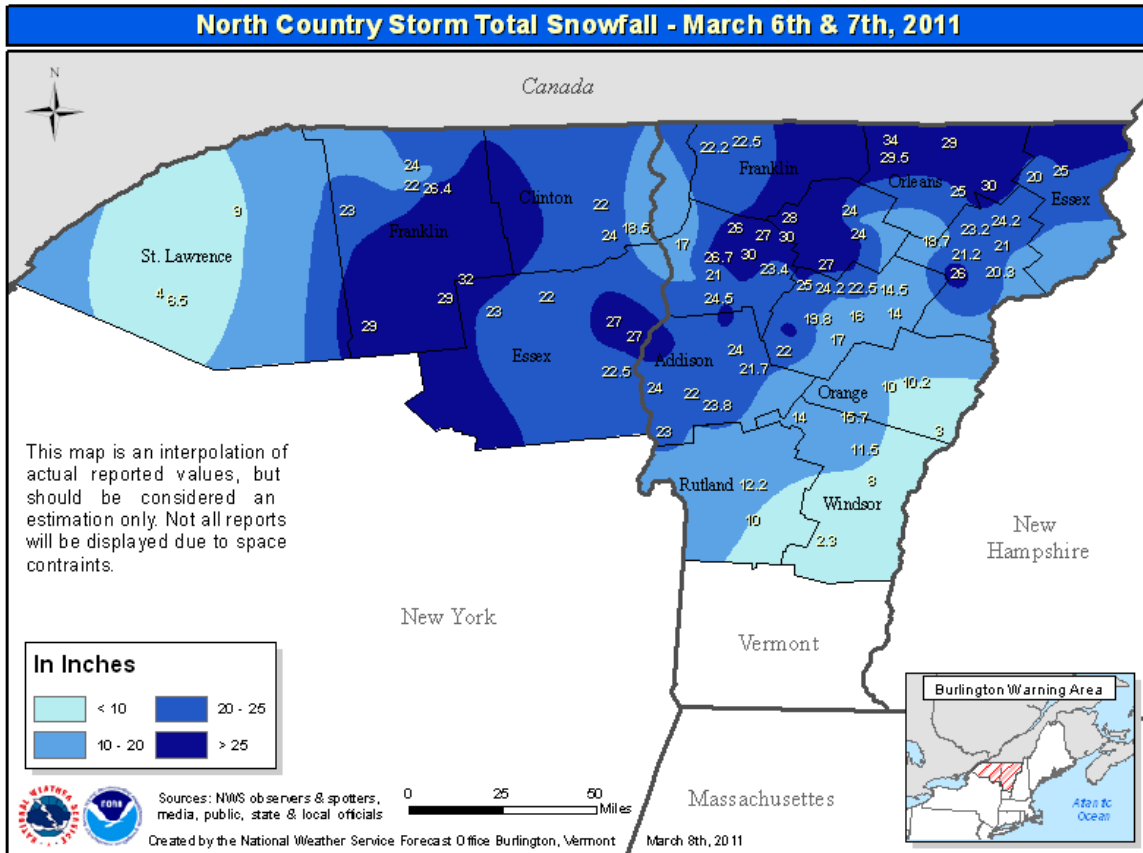 North Country Storm Total Snowfall - March 6th & 7th, 2011
N
Canada
34
29
22.2 22.5
29.5
24
Franklin
Orleans
25
22 26.4
20
30
25
Clinton
Essex
23
22
9
28
24
24.2
Franklin
18.5
26
23.2
24
27 30
24
18.7
17
21
St. Lawrence
26.7 30
21.2
21
23.4
27
26
20.3
32
4 6.5
29
22
24.5
25 24.2 22.5 14.5
23
29
27
19.8
16
14
27
17
Essex
Addison
24
22
22.5
21.7
24
22
Orange
10 10.2
23.8
14
15.7
23
3
This map is an interpolation of
actual reported values, but
should be considered an
estimation only. Not all reports
will be displayed due to space
contraints.
11.5
Rutland 12.2
8
Windsor
10
2.3
New
Hampshire
New York
Vermont
In Inches
< 10
20 - 25
10 - 20
> 25
Burlington Warning Area
Atlantic
Ocean
Massachusetts
NATIONAL WEATHER SERVICE
noaa
Sources: NWS observers & spotters,
media, public, state & local officials
0 25 50
Miles
Created by the National Weather Service Forecast Office Burlington, Vermont March 8th, 2011